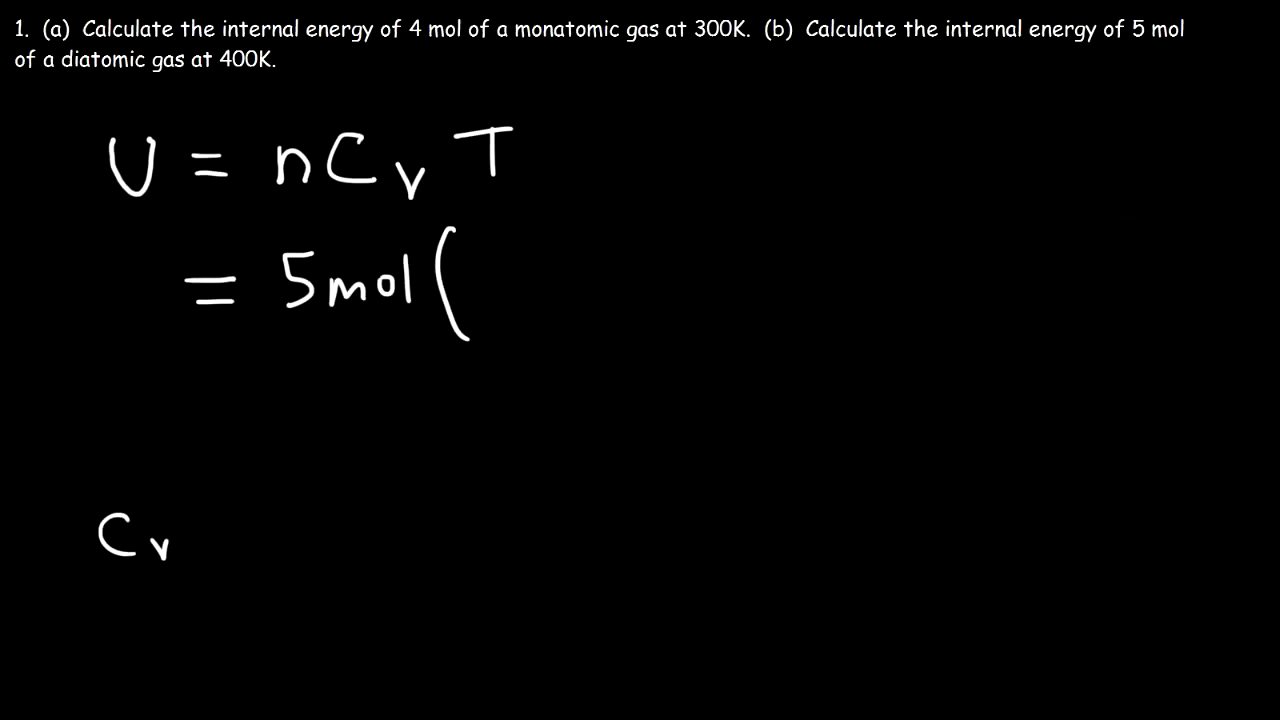 1. (a) Calculate the internal energy of 4 mol of a monatomic gas at 300K. (b) Calculate the internal energy of 5 mol
of a diatomic gas at 400K.
U = nCv T
= 5mol (
Cv